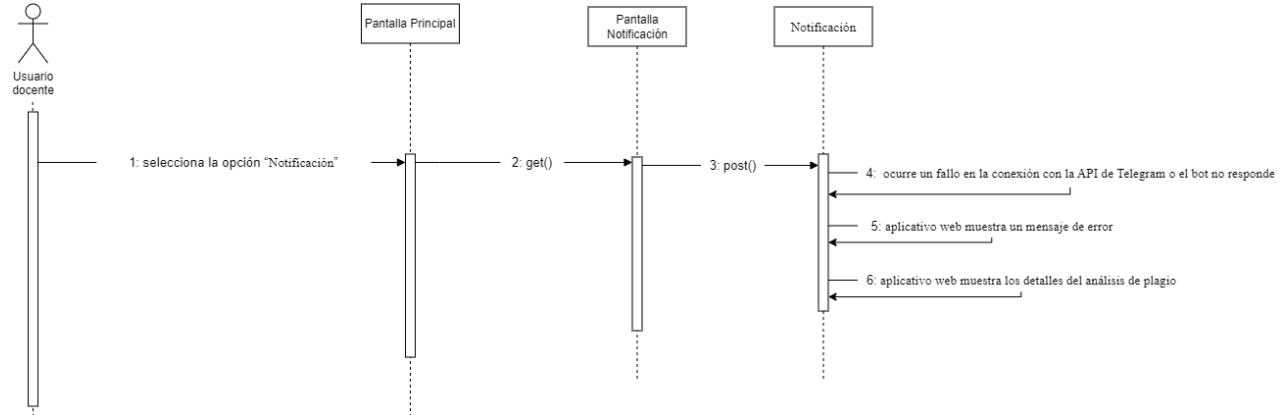 Usuario
docente
Pantalla Principal
Pantalla
Notificación
Notificación
1: selecciona la opción “Notificación”
2: get()
3: post()
4: ocurre un fallo en la conexión con la API de Telegram o el bot no responde
5: aplicativo web muestra un mensaje de error
6: aplicativo web muestra los detalles del análisis de plagio